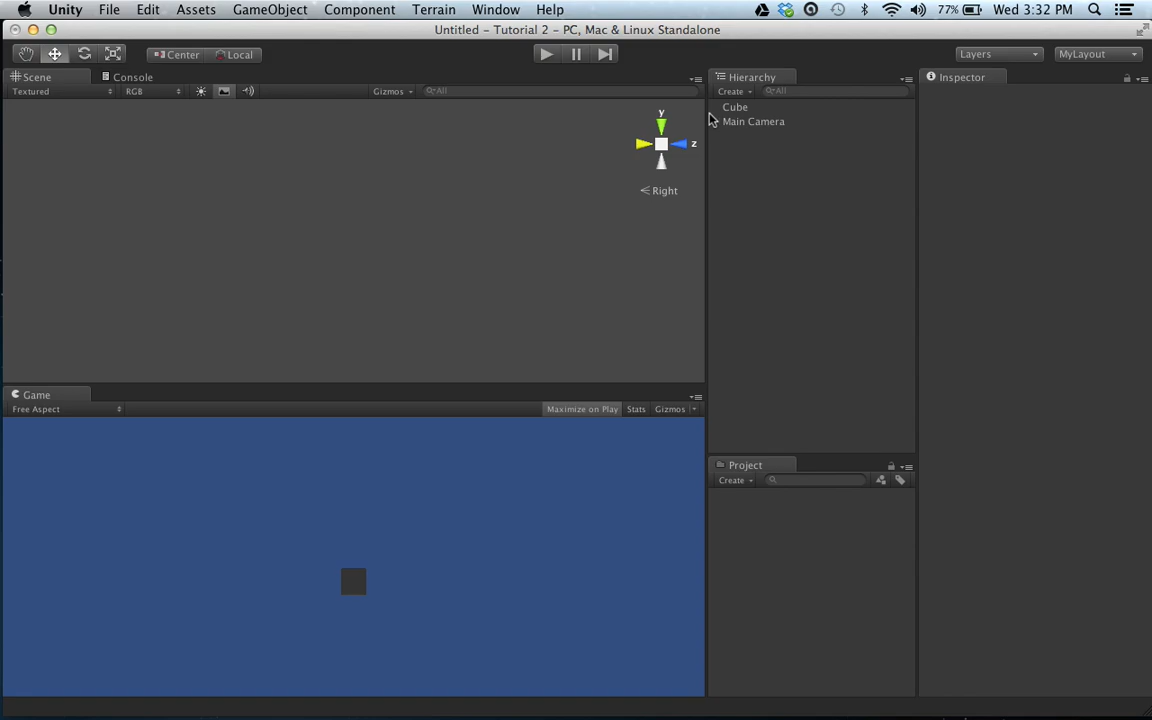 Unity File Edit Assets GameObject Component Terrain Window Help 77% Wed 3:32 PM
Untitled - Tutorial 2 - PC, Mac & Linux Standalone
Center Local Layers MyLayout
Scene Console Hierarchy Inspector
Textured RGB Gizmos All Create All
Cube
Main Camera
y
z
Right
Game
Free Aspect Maximize on Play Stats Gizmos
Project
Create